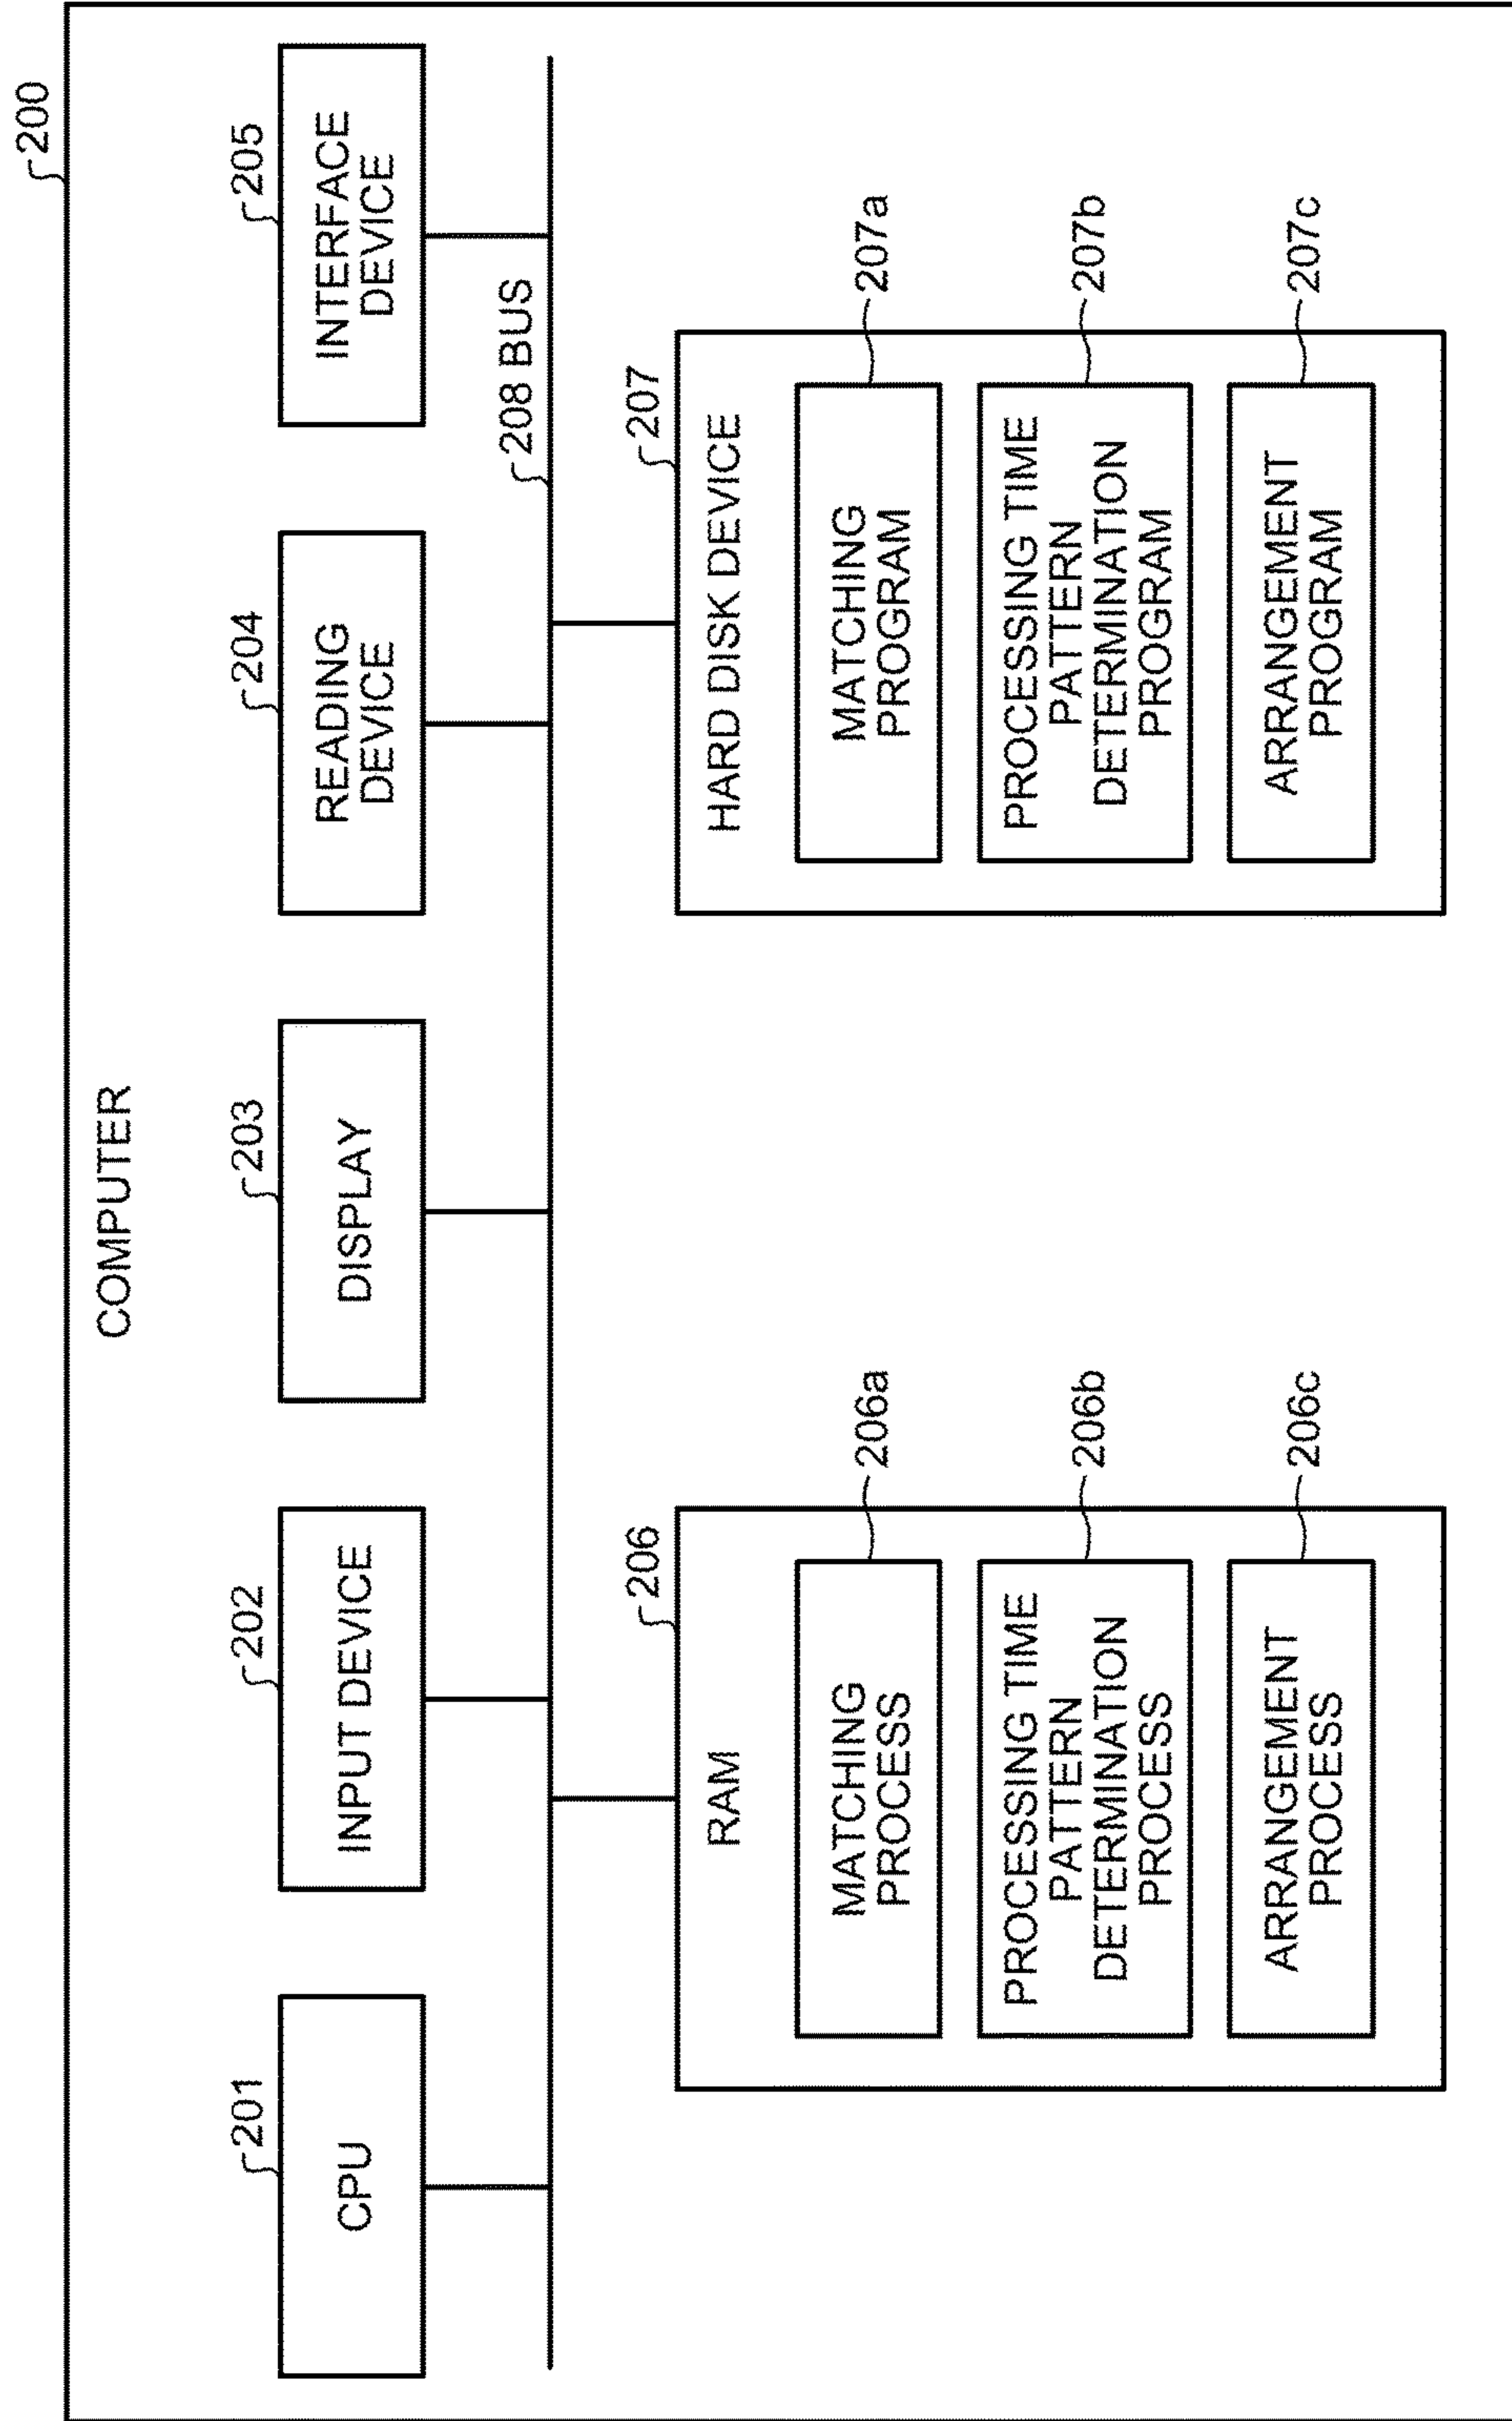 200
COMPUTER
201
CPU
202
INPUT DEVICE
203
DISPLAY
204
READING
DEVICE
205
INTERFACE
DEVICE
208 BUS
206
RAM
206a
MATCHING
PROCESS
206b
PROCESSING TIME
PATTERN
DETERMINATION
PROCESS
206c
ARRANGEMENT
PROCESS
207
HARD DISK DEVICE
207a
MATCHING
PROGRAM
207b
PROCESSING TIME
PATTERN
DETERMINATION
PROGRAM
207c
ARRANGEMENT
PROGRAM